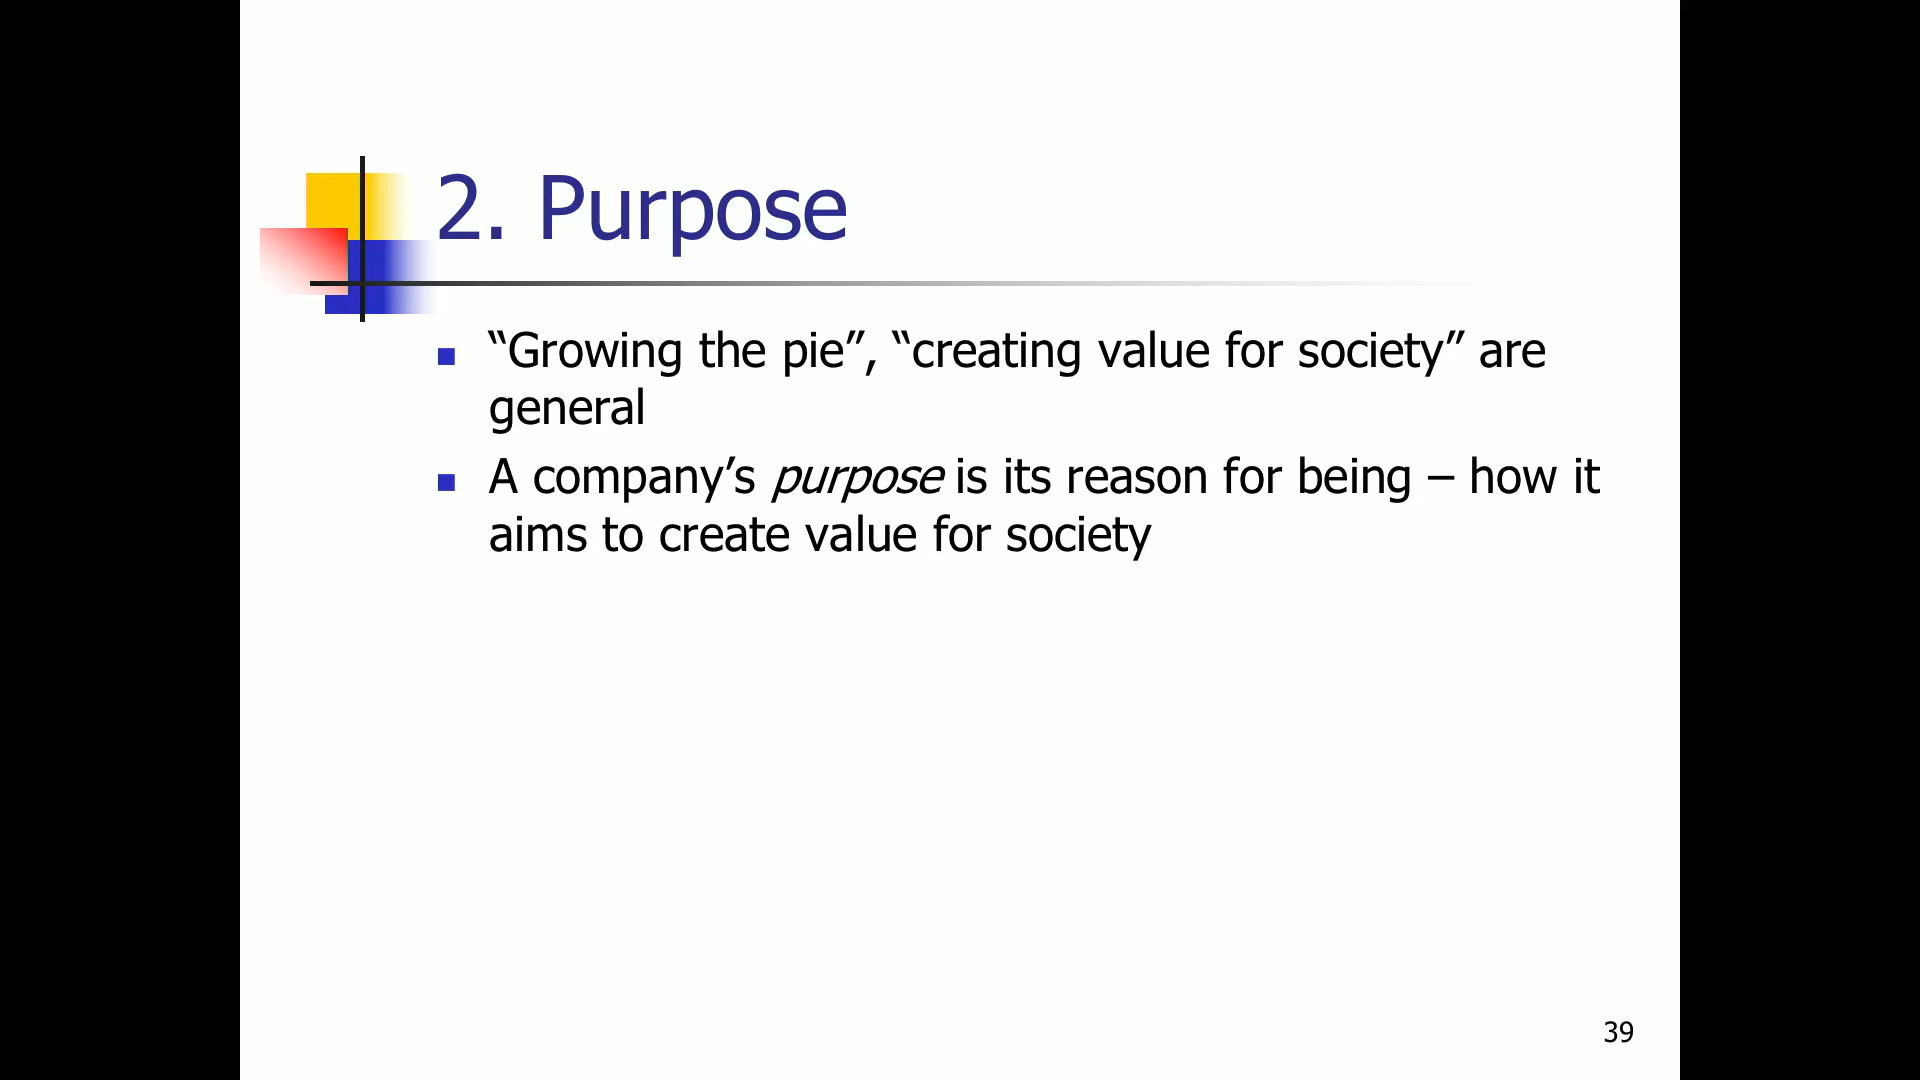 2. Purpose
“Growing the pie”, “creating value for society” are
general
A company’s purpose is its reason for being – how it
aims to create value for society
39